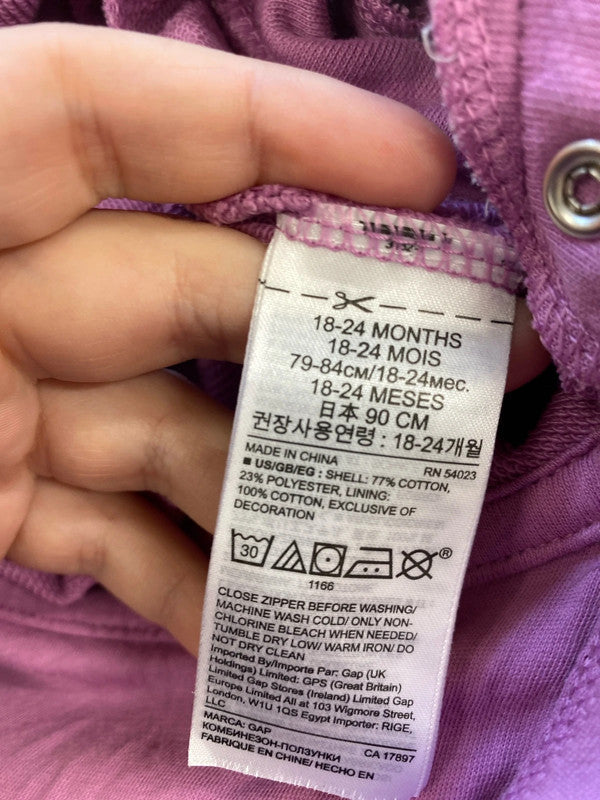 18-24 MONTHS
18-24 MOIS
79-84см/18-24мес.
18-24 MESES
日本 90 CM
권장사용연령 : 18-24개월
MADE IN CHINA RN 54023
■ US/GB/EG : SHELL: 77% COTTON,
23% POLYESTER, LINING:
100% COTTON, EXCLUSIVE OF
DECORATION
30 ®
1166
CLOSE ZIPPER BEFORE WASHING/
MACHINE WASH COLD/ ONLY NON-
CHLORINE BLEACH WHEN NEEDED/
TUMBLE DRY LOW/ WARM IRON/ DO
NOT DRY CLEAN
Imported By/Importe Par: Gap (UK
Holdings) Limited: GPS (Great Britain)
Limited Gap Stores (Ireland) Limited Gap
Europe Limited All at 103 Wigmore Street,
London, W1U 1QS Egypt Importer: RIGE,
LLC
MARCA: GAP CA 17897
КОМБИНЕЗОН-ПОЛЗУНКИ
FABRIQUE EN CHINE/ HECHO EN